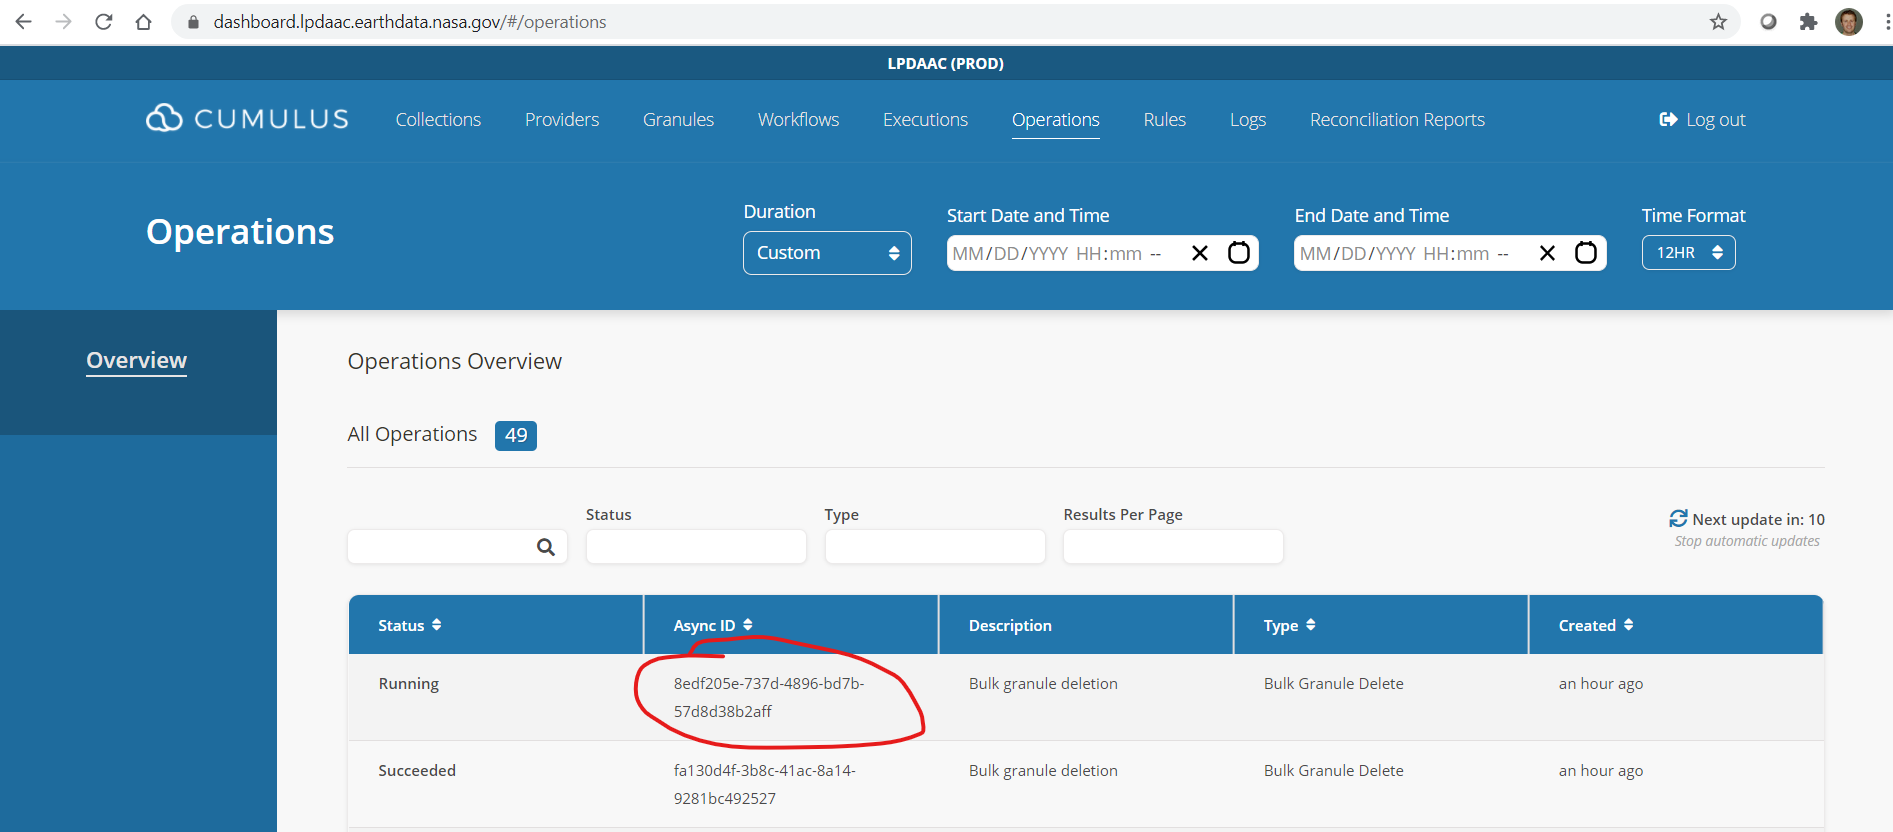 dashboard.lpdaac.earthdata.nasa.gov/#/operations
LPDAAC (PROD)
CUMULUS Collections Providers Granules Workflows Executions Operations Rules Logs Reconciliation Reports Log out
Operations
Duration Start Date and Time End Date and Time Time Format
Custom MM/DD/YYYY HH:mm -- MM/DD/YYYY HH:mm -- 12HR
Overview
Operations Overview
All Operations 49
Status Type Results Per Page
Next update in: 10
Stop automatic updates
Status Async ID Description Type Created
Running 8edf205e-737d-4896-bd7b- Bulk granule deletion Bulk Granule Delete an hour ago
57d8d38b2aff
Succeeded fa130d4f-3b8c-41ac-8a14- Bulk granule deletion Bulk Granule Delete an hour ago
9281bc492527